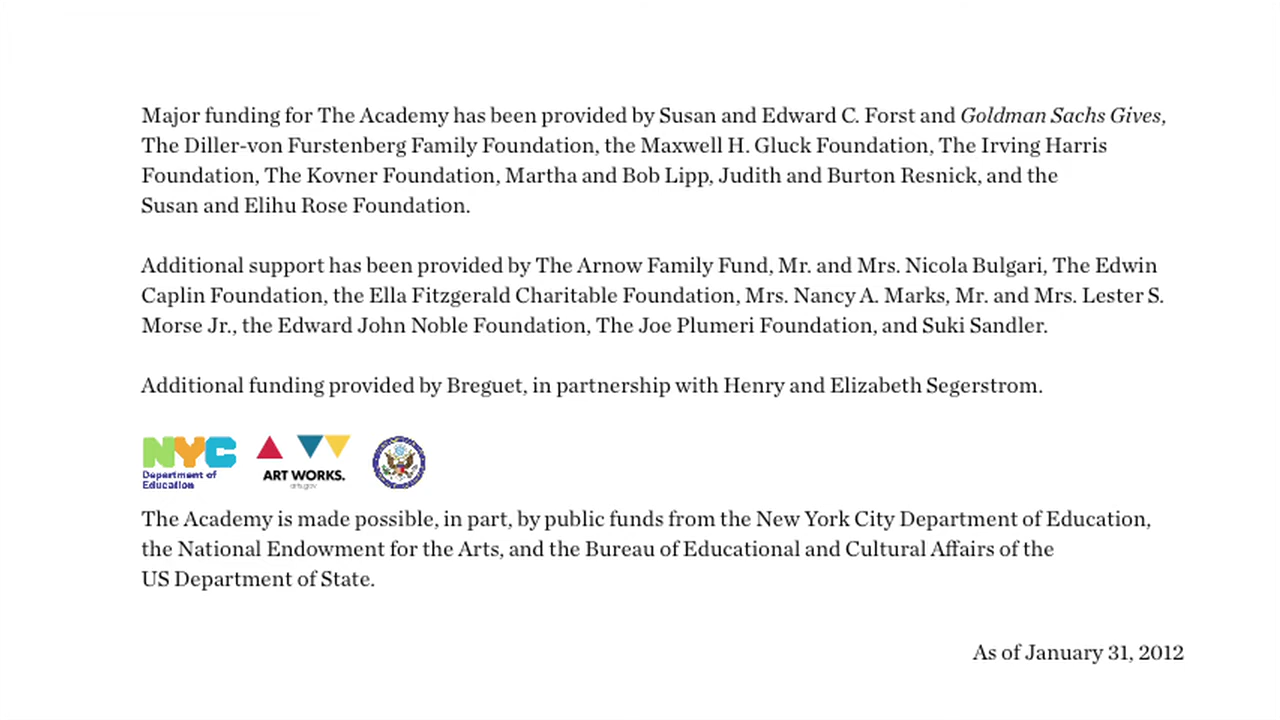 Major funding for The Academy has been provided by Susan and Edward C. Forst and Goldman Sachs Gives,
The Diller-von Furstenberg Family Foundation, the Maxwell H. Gluck Foundation, The Irving Harris
Foundation, The Kovner Foundation, Martha and Bob Lipp, Judith and Burton Resnick, and the
Susan and Elihu Rose Foundation.
Additional support has been provided by The Arnow Family Fund, Mr. and Mrs. Nicola Bulgari, The Edwin
Caplin Foundation, the Ella Fitzgerald Charitable Foundation, Mrs. Nancy A. Marks, Mr. and Mrs. Lester S.
Morse Jr., the Edward John Noble Foundation, The Joe Plumeri Foundation, and Suki Sandler.
Additional funding provided by Breguet, in partnership with Henry and Elizabeth Segerstrom.
NYC
Department of
Education
ART WORKS.
arts.gov
The Academy is made possible, in part, by public funds from the New York City Department of Education,
the National Endowment for the Arts, and the Bureau of Educational and Cultural Affairs of the
US Department of State.
As of January 31, 2012